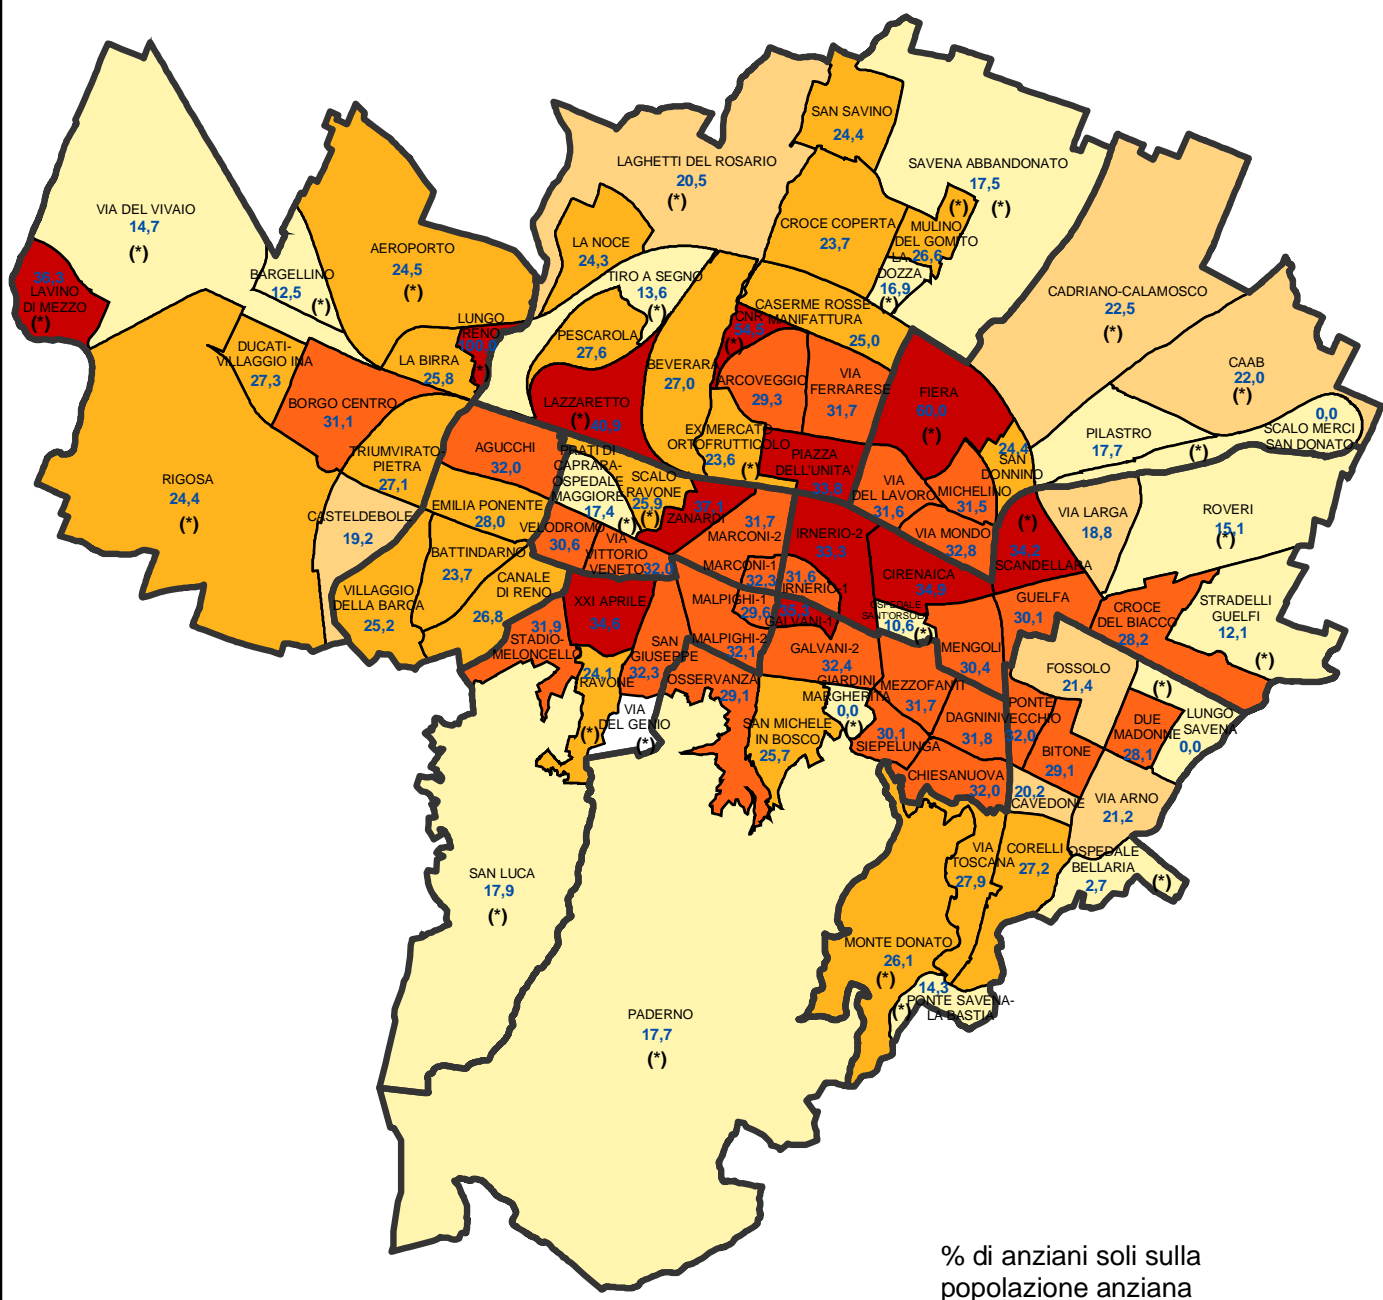 SAN SAVINO
24,4
LAGHETTI DEL ROSARIO
20,5
(*)
SAVENA ABBANDONATO
17,5
(*)
(*)
VIA DEL VIVAIO
14,7
(*)
CROCE COPERTA
23,7
MULINO
DEL GOMITO
26,6
AEROPORTO
24,5
(*)
LA NOCE
24,3
LA
DOZZA
16,9
(*)
BARGELLINO
12,5
(*)
36,3
LAVINO
DI MEZZO
(*)
TIRO A SEGNO
13,6
(*)
CADRIANO-CALAMOSCO
22,5
(*)
CASERME ROSSE-
MANIFATTURA
25,0
CNR
54,5
(*)
LUNGO
RENO
100,0
(*)
PESCAROLA
27,6
DUCATI-
VILLAGGIO INA
27,3
LA BIRRA
25,8
BEVERARA
27,0
ARCOVEGGIO
29,3
VIA
FERRARESE
31,7
FIERA
60,0
(*)
CAAB
22,0
(*)
BORGO CENTRO
31,1
LAZZARETTO
(*)
40,9
0,0
SCALO MERCI
SAN DONATO
PILASTRO
17,7
(*)
AGUCCHI
32,0
EX MERCATO
ORTOFRUTTICOLO
23,6
(*)
24,4
SAN
DONNINO
TRIUMVIRATO-
PIETRA
27,1
PRATI DI
CAPRARA-
OSPEDALE
MAGGIORE
17,4
(*)
PIAZZA
DELL'UNITA'
33,8
RIGOSA
24,4
(*)
SCALO
RAVONE
25,9
(*)
VIA
DEL LAVORO
31,6
MICHELINO
31,5
EMILIA PONENTE
28,0
37,1
ZANARDI
CASTELDEBOLE
19,2
VIA LARGA
18,8
ROVERI
15,1
(*)
VELODROMO
30,6
VIA
VITTORIO
VENETO
32,0
31,7
MARCONI-2
IRNERIO-2
33,3
VIA MONDO
32,8
(*)
34,2
SCANDELLARA
BATTINDARNO
23,7
MARCONI-1
32,3
31,6
IRNERIO-1
CIRENAICA
34,9
CANALE
DI RENO
26,8
VILLAGGIO
DELLA BARCA
25,2
XXI APRILE
34,6
MALPIGHI-1
29,6
35,3
GALVANI-1
OSPEDALE
SANT'ORSOLA
10,6
(*)
GUELFA
30,1
CROCE
DEL BIACCO
28,2
STRADELLI
GUELFI
12,1
(*)
31,9
STADIO-
MELONCELLO
SAN
GIUSEPPE
32,3
MALPIGHI-2
32,1
GALVANI-2
32,4
MENGOLI
30,4
FOSSOLO
21,4
(*)
24,1
RAVONE
(*)
OSSERVANZA
29,1
GIARDINI
MARGHERITA
0,0
(*)
MEZZOFANTI
31,7
VIA
DEL GENIO
(*)
SAN MICHELE
IN BOSCO
25,7
DAGNINI
31,8
PONTE
VECCHIO
32,0
DUE
MADONNE
28,1
LUNGO
SAVENA
0,0
30,1
SIEPELUNGA
BITONE
29,1
CHIESANUOVA
32,0
20,2
CAVEDONE
VIA ARNO
21,2
VIA
TOSCANA
27,9
CORELLI
27,2
OSPEDALE
BELLARIA
2,7
(*)
SAN LUCA
17,9
(*)
MONTE DONATO
26,1
(*)
14,3
PONTE SAVENA-
LA BASTIA
(*)
PADERNO
17,7
(*)
% di anziani soli sulla
popolazione anziana